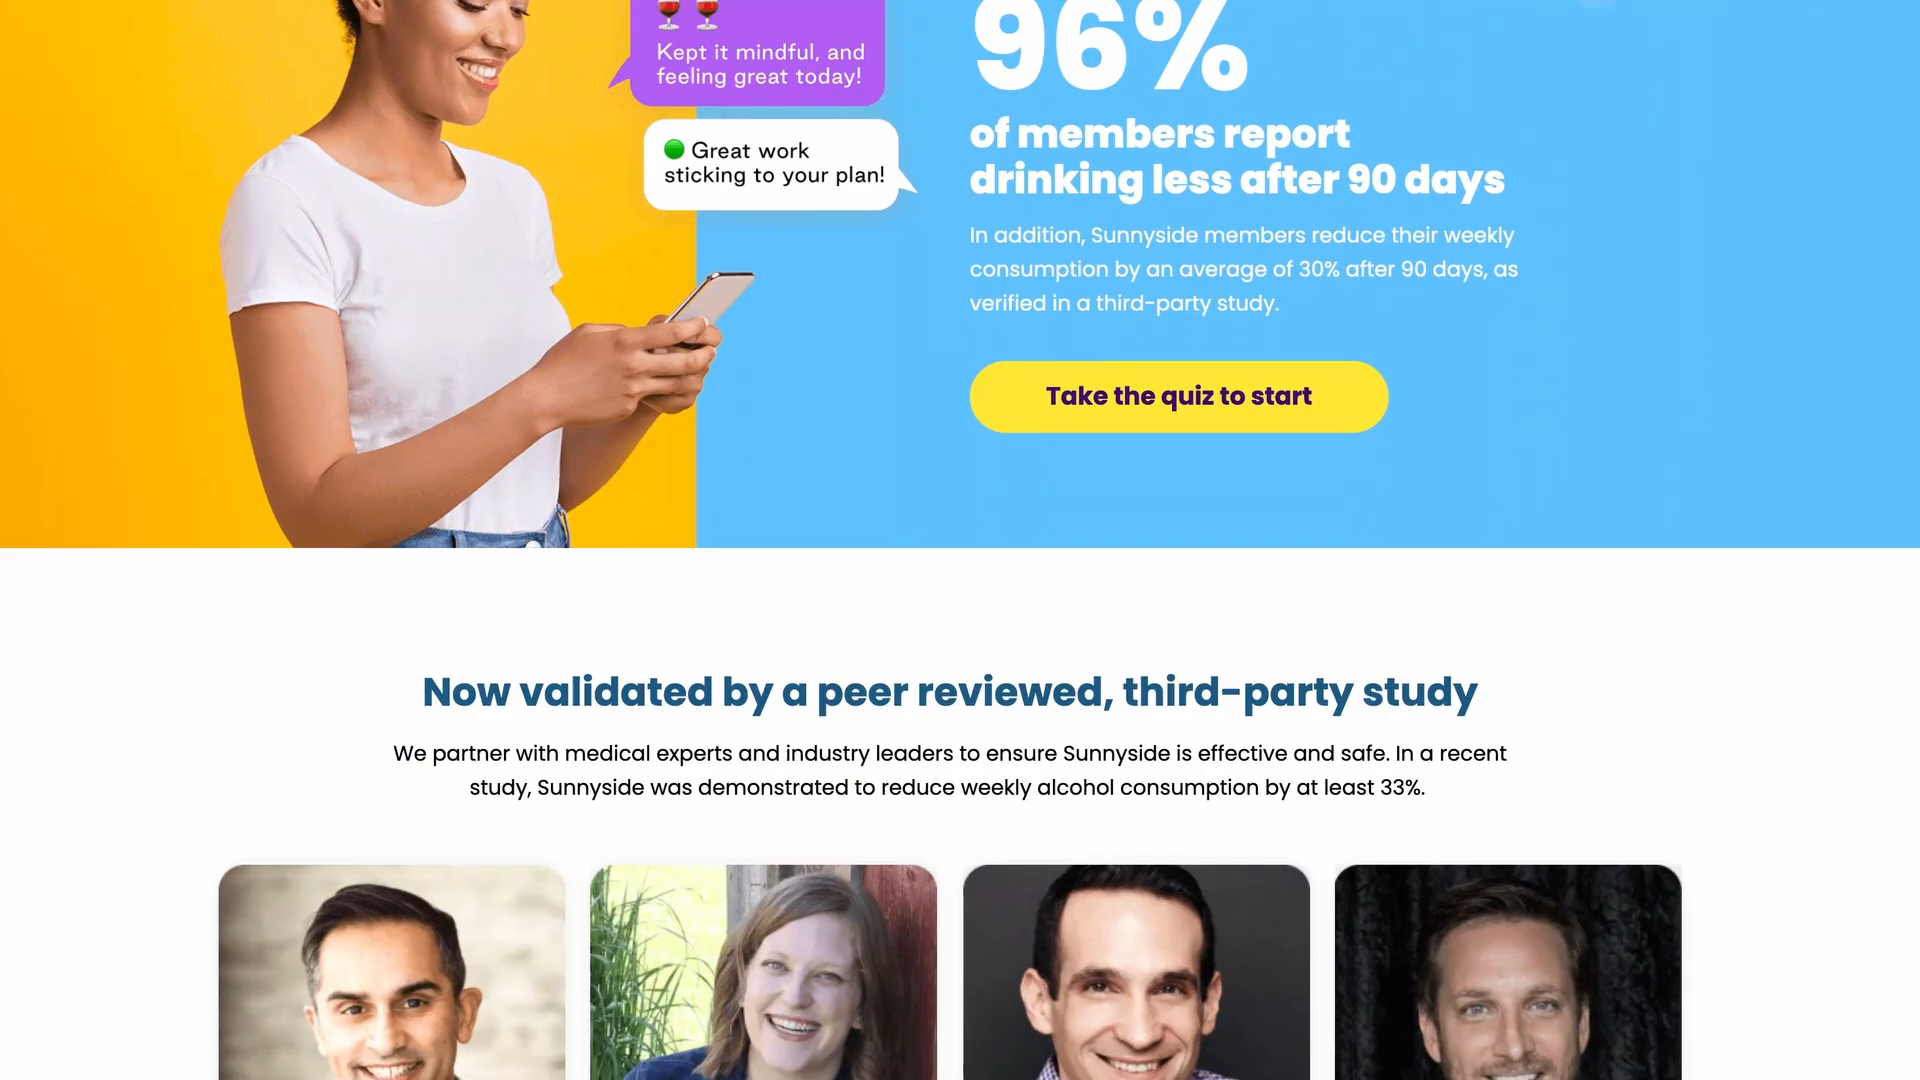 Kept it mindful, and
feeling great today!
Great work
sticking to your plan!
96%
of members report
drinking less after 90 days
In addition, Sunnyside members reduce their weekly
consumption by an average of 30% after 90 days, as
verified in a third-party study.
Take the quiz to start
Now validated by a peer reviewed, third-party study
We partner with medical experts and industry leaders to ensure Sunnyside is effective and safe. In a recent
study, Sunnyside was demonstrated to reduce weekly alcohol consumption by at least 33%.